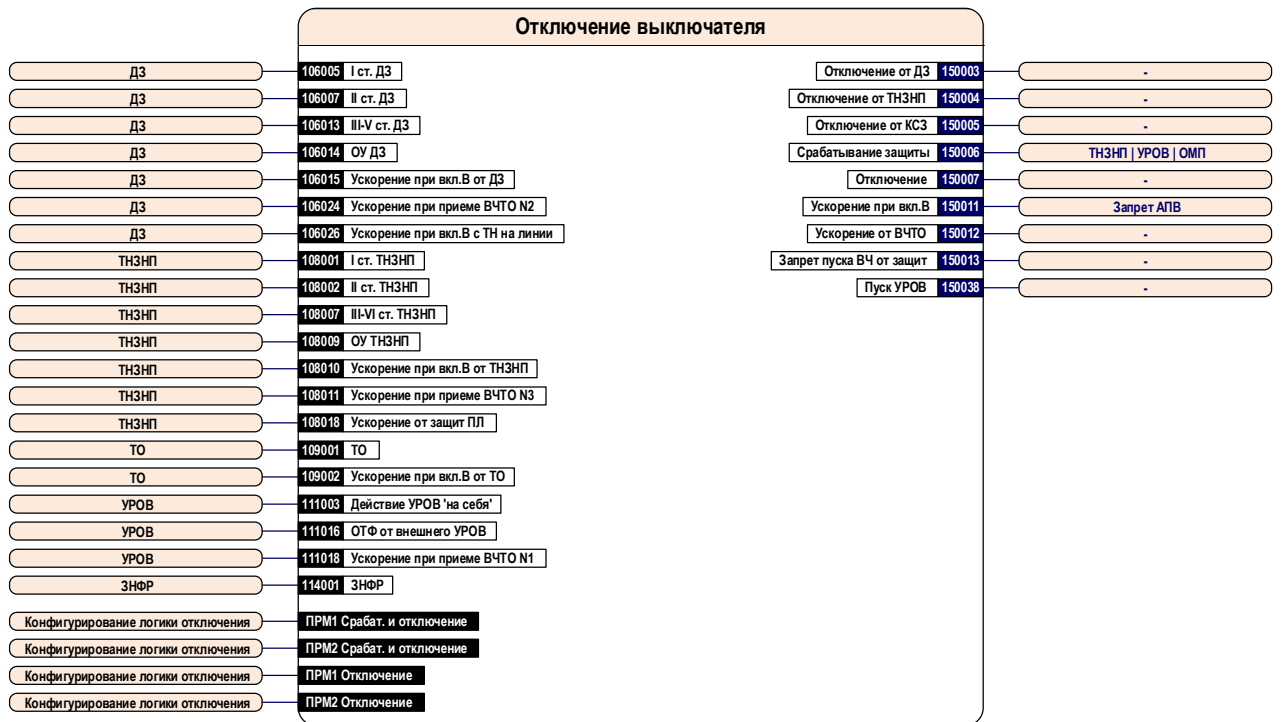 Отключение выключателя
ДЗ 106005 I ст. ДЗ Отключение от ДЗ 150003 -
ДЗ 106007 II ст. ДЗ Отключение от ТНЗНП 150004 -
ДЗ 106013 III-V ст. ДЗ Отключение от КСЗ 150005 -
ДЗ 106014 ОУ ДЗ Срабатывание защиты 150006 ТНЗНП | УРОВ | ОМП
ДЗ 106015 Ускорение при вкл.В от ДЗ Отключение 150007 -
ДЗ 106024 Ускорение при приеме ВЧТО N2 Ускорение при вкл.В 150011 Запрет АПВ
ДЗ 106026 Ускорение при вкл.В с ТН на линии Ускорение от ВЧТО 150012 -
ТНЗНП 108001 I ст. ТНЗНП Запрет пуска ВЧ от защит 150013 -
ТНЗНП 108002 II ст. ТНЗНП Пуск УРОВ 150038 -
ТНЗНП 108007 III-VI ст. ТНЗНП
ТНЗНП 108009 ОУ ТНЗНП
ТНЗНП 108010 Ускорение при вкл.В от ТНЗНП
ТНЗНП 108011 Ускорение при приеме ВЧТО N3
ТНЗНП 108018 Ускорение от защит ПЛ
ТО 109001 ТО
ТО 109002 Ускорение при вкл.В от ТО
УРОВ 111003 Действие УРОВ 'на себя'
УРОВ 111016 ОТФ от внешнего УРОВ
УРОВ 111018 Ускорение при приеме ВЧТО N1
ЗНФР 114001 ЗНФР
Конфигурирование логики отключения ПРМ1 Срабат. и отключение
Конфигурирование логики отключения ПРМ2 Срабат. и отключение
Конфигурирование логики отключения ПРМ1 Отключение
Конфигурирование логики отключения ПРМ2 Отключение